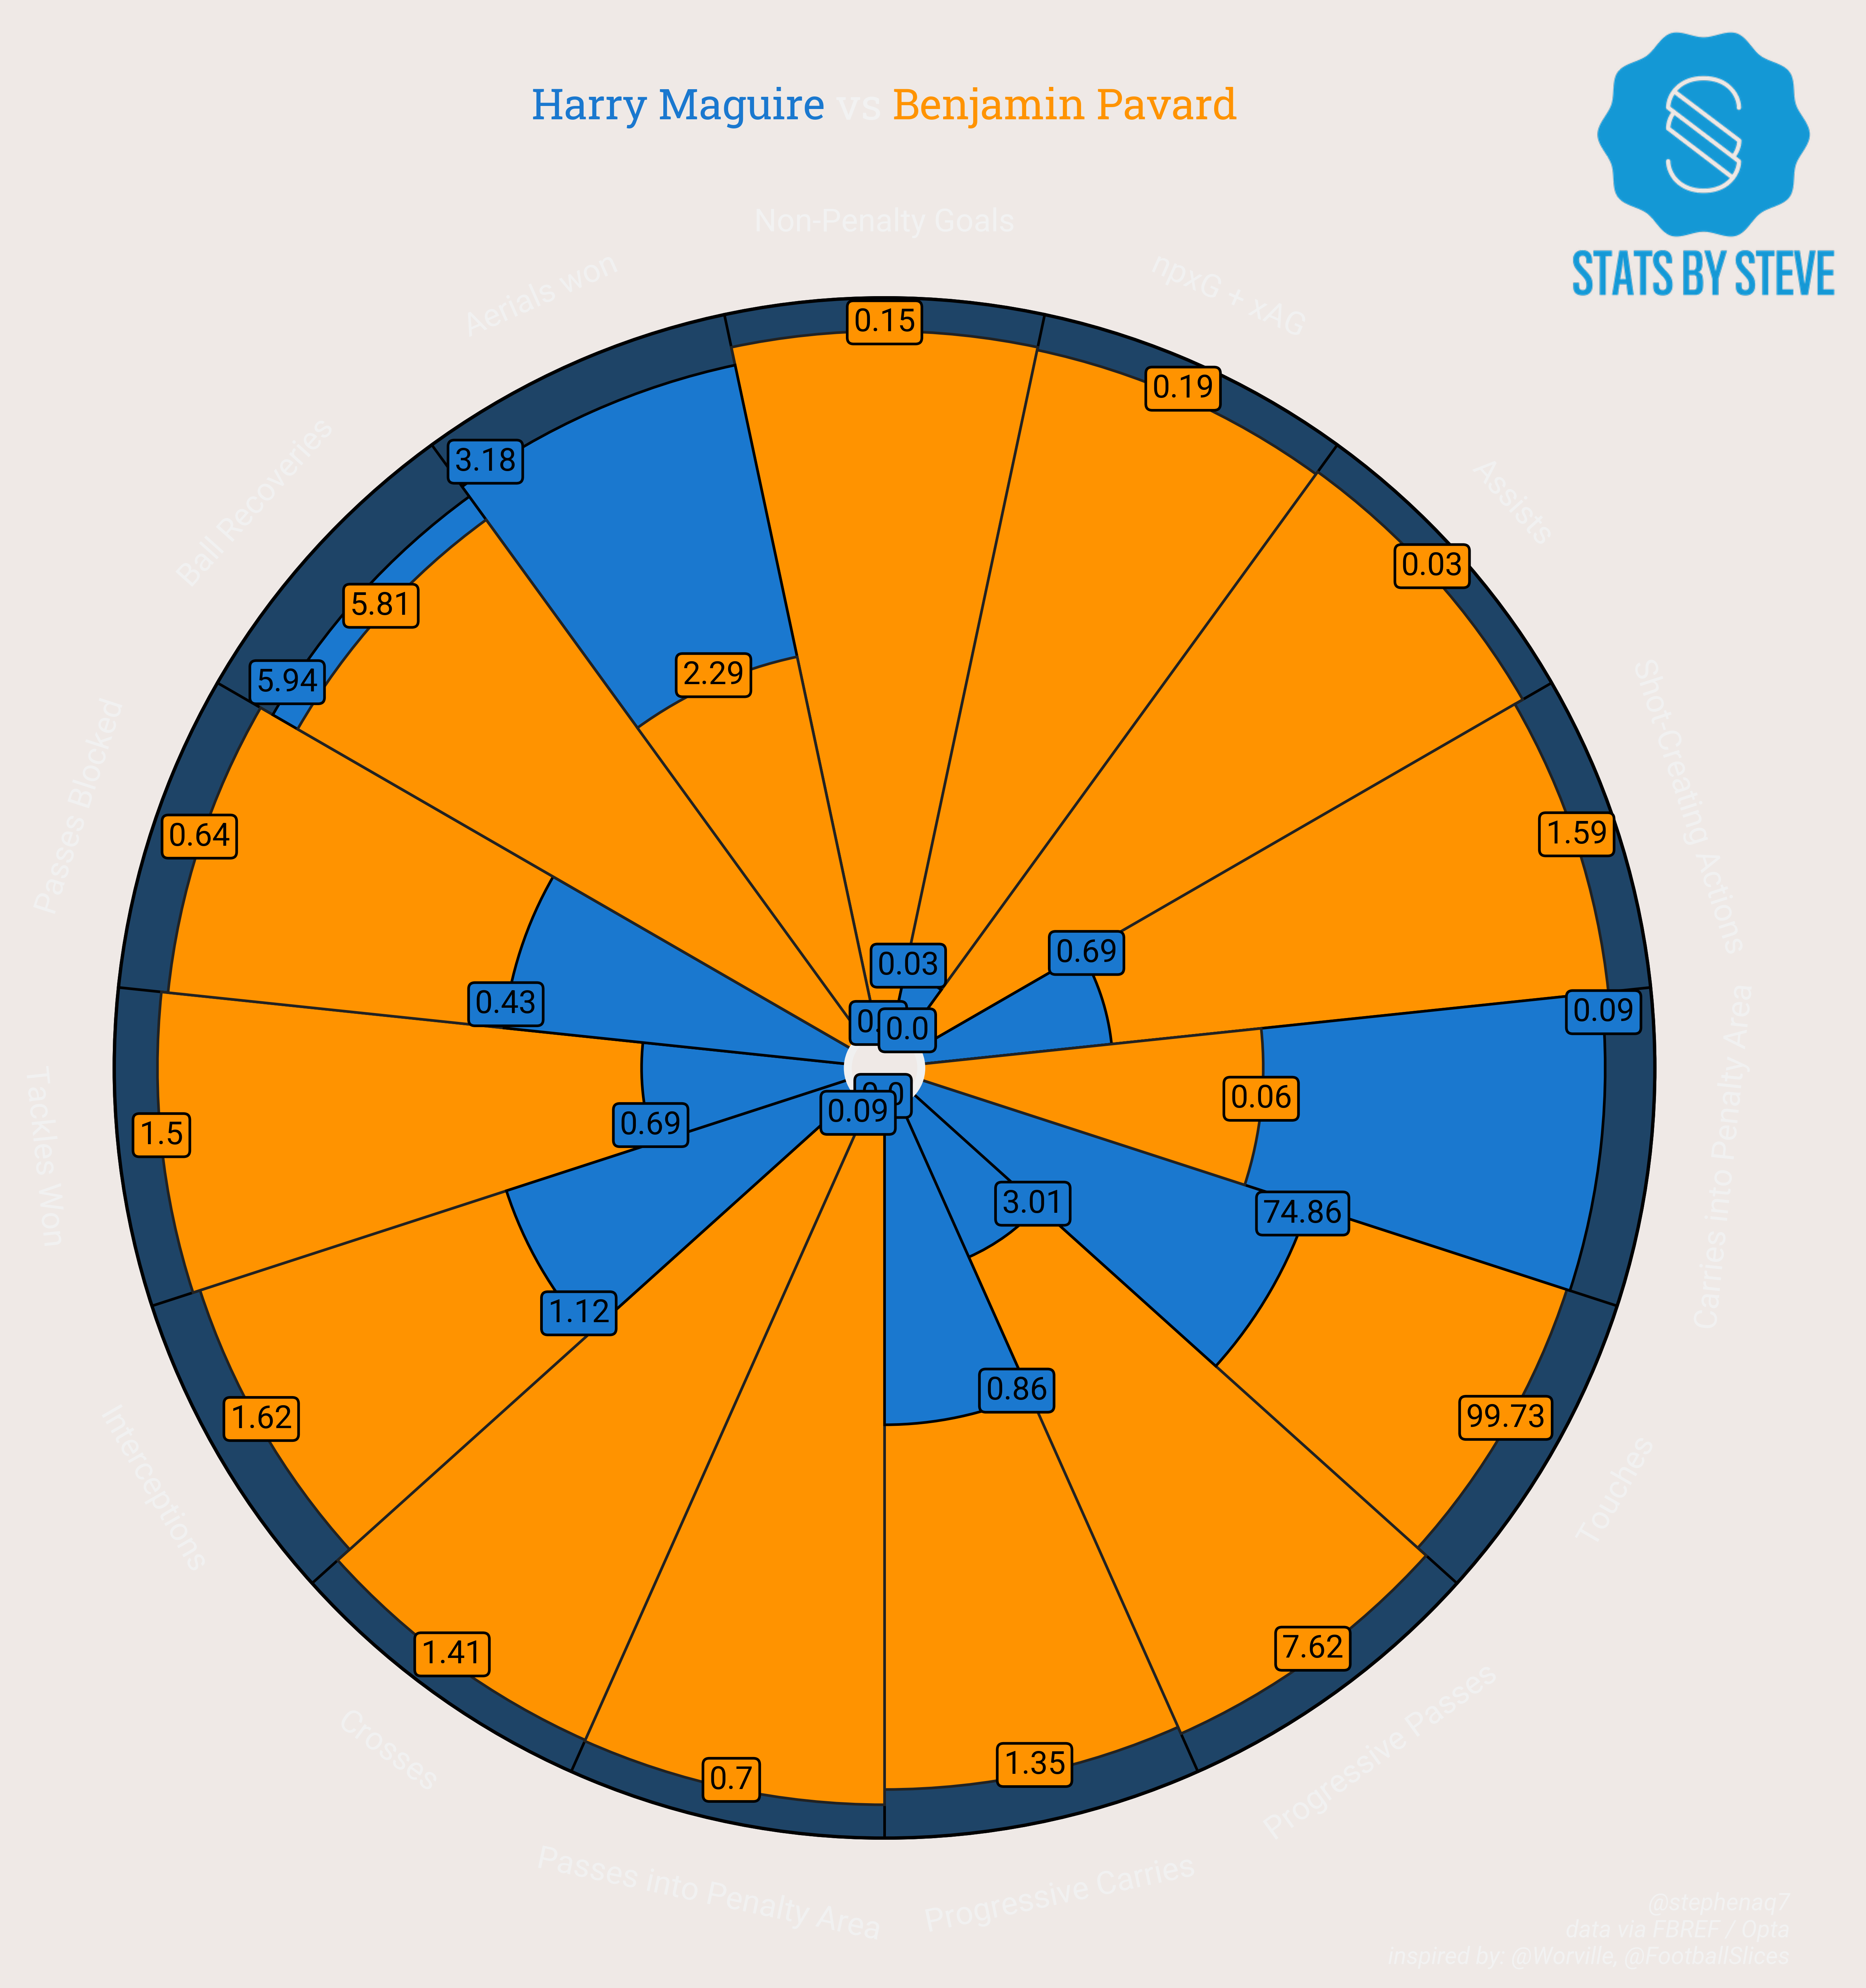 Harry Maguire vs Benjamin Pavard
STATS BY STEVE
Non-Penalty Goals
npxG + xAG
Assists
Shot-Creating Actions
Carries into Penalty Area
Touches
Progressive Passes
Progressive Carries
Passes into Penalty Area
Crosses
Interceptions
Tackles Won
Passes Blocked
Ball Recoveries
Aerials won
0.15
0.19
0.03
1.59
0.09
0.06
74.86
99.73
3.01
7.62
0.86
1.35
0.7
1.41
0.09
1.62
1.12
1.5
0.69
0.64
0.43
5.94
5.81
3.18
2.29
0.03
0.0
0.69
@stephenaq7
data via FBREF / Opta
inspired by: @Worville, @FootballSlices